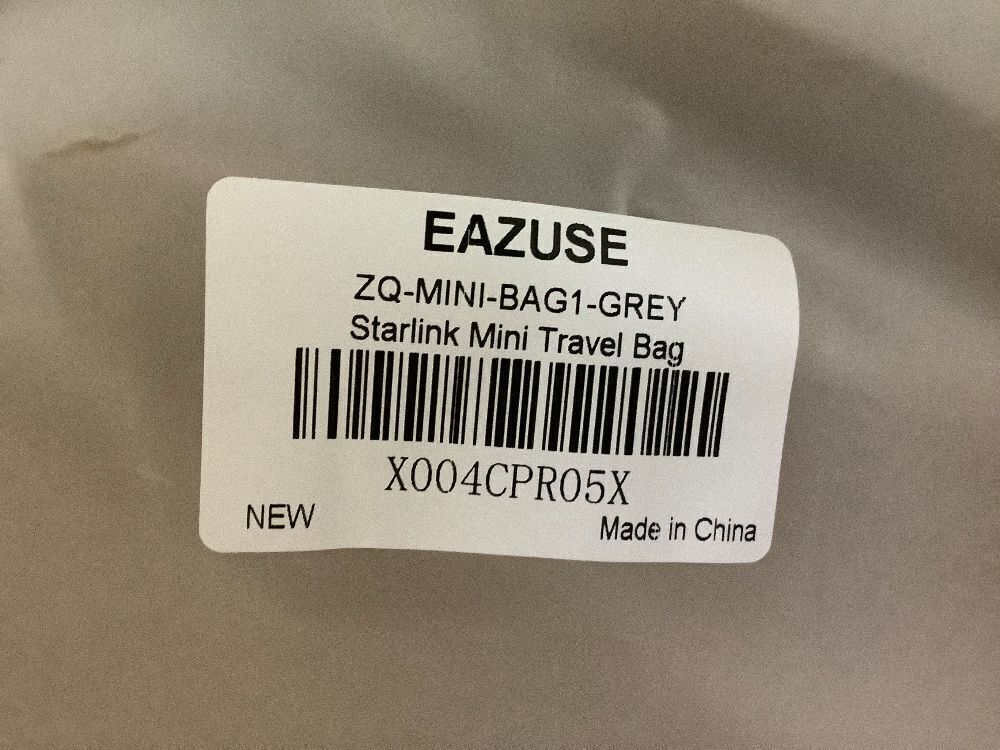 EAZUSE
ZQ-MINI-BAG1-GREY
Starlink Mini Travel Bag
X004CPR05X
NEW
Made in China